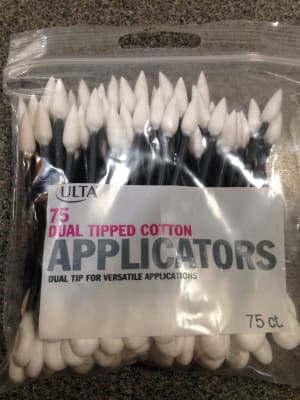 ULTA
75
DUAL TIPPED COTTON
APPLICATORS
DUAL TIP FOR VERSATILE APPLICATIONS
75 ct.